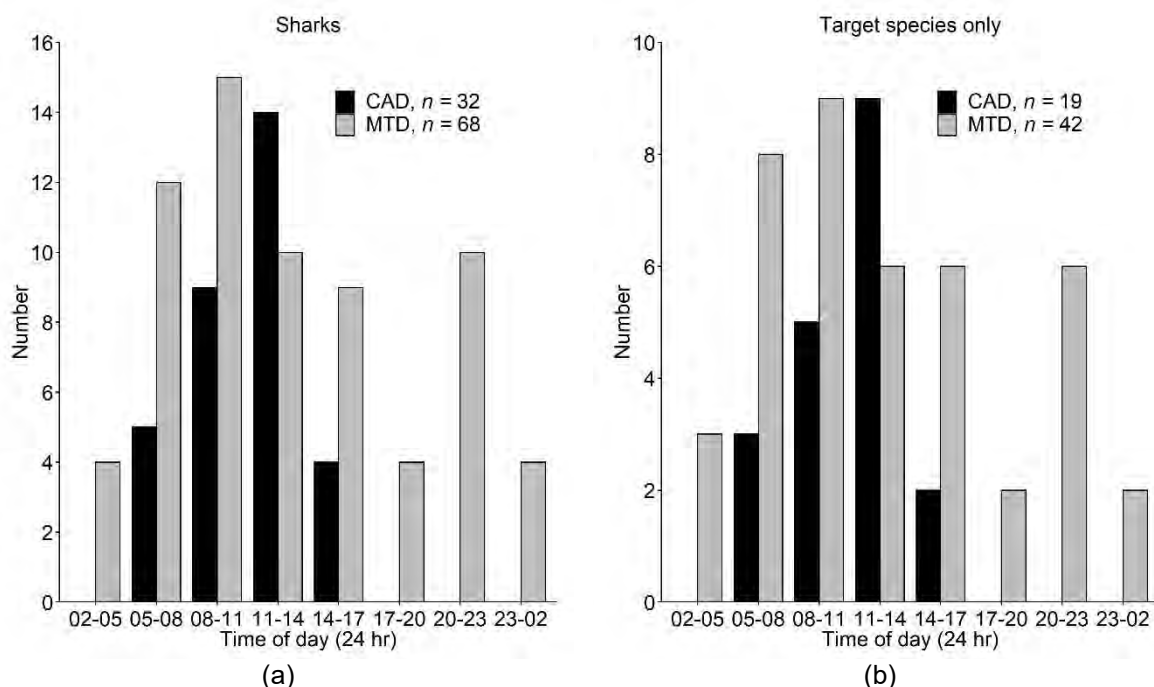 Sharks
16
14
12
10
8
6
4
2
0
Number
CAD, n = 32
MTD, n = 68
02-05 05-08 08-11 11-14 14-17 17-20 20-23 23-02
Time of day (24 hr)
(a)
Target species only
10
8
6
4
2
0
Number
CAD, n = 19
MTD, n = 42
02-05 05-08 08-11 11-14 14-17 17-20 20-23 23-02
Time of day (24 hr)
(b)